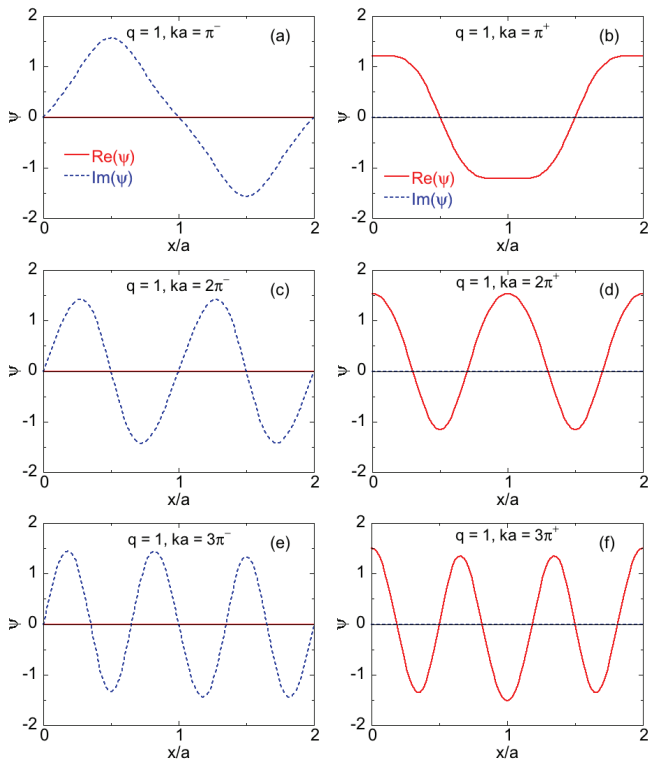 q = 1, ka = π⁻ (a)
2
1
0
-1
-2
ψ
Re(ψ)
Im(ψ)
0 1 2
x/a
q = 1, ka = π⁺ (b)
2
1
0
-1
-2
ψ
Re(ψ)
Im(ψ)
0 1 2
x/a
q = 1, ka = 2π⁻ (c)
2
1
0
-1
-2
ψ
0 1 2
x/a
q = 1, ka = 2π⁺ (d)
2
1
0
-1
-2
ψ
0 1 2
x/a
q = 1, ka = 3π⁻ (e)
2
1
0
-1
-2
ψ
0 1 2
x/a
q = 1, ka = 3π⁺ (f)
2
1
0
-1
-2
ψ
0 1 2
x/a